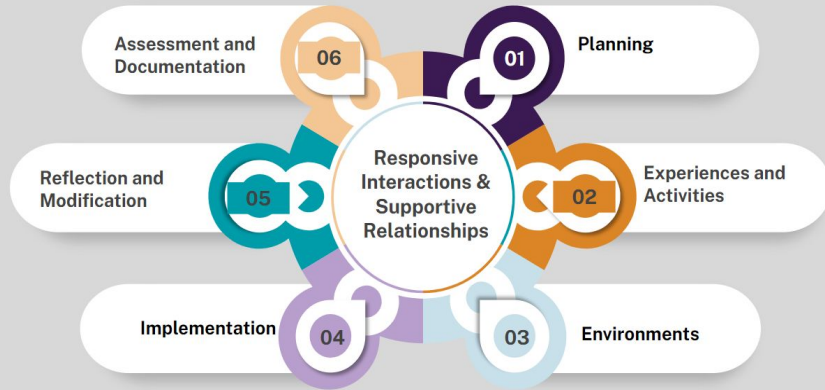 Assessment and
Documentation
06
01
Planning
Reflection and
Modification
05
Responsive
Interactions &
Supportive
Relationships
02
Experiences and
Activities
Implementation
04
03
Environments